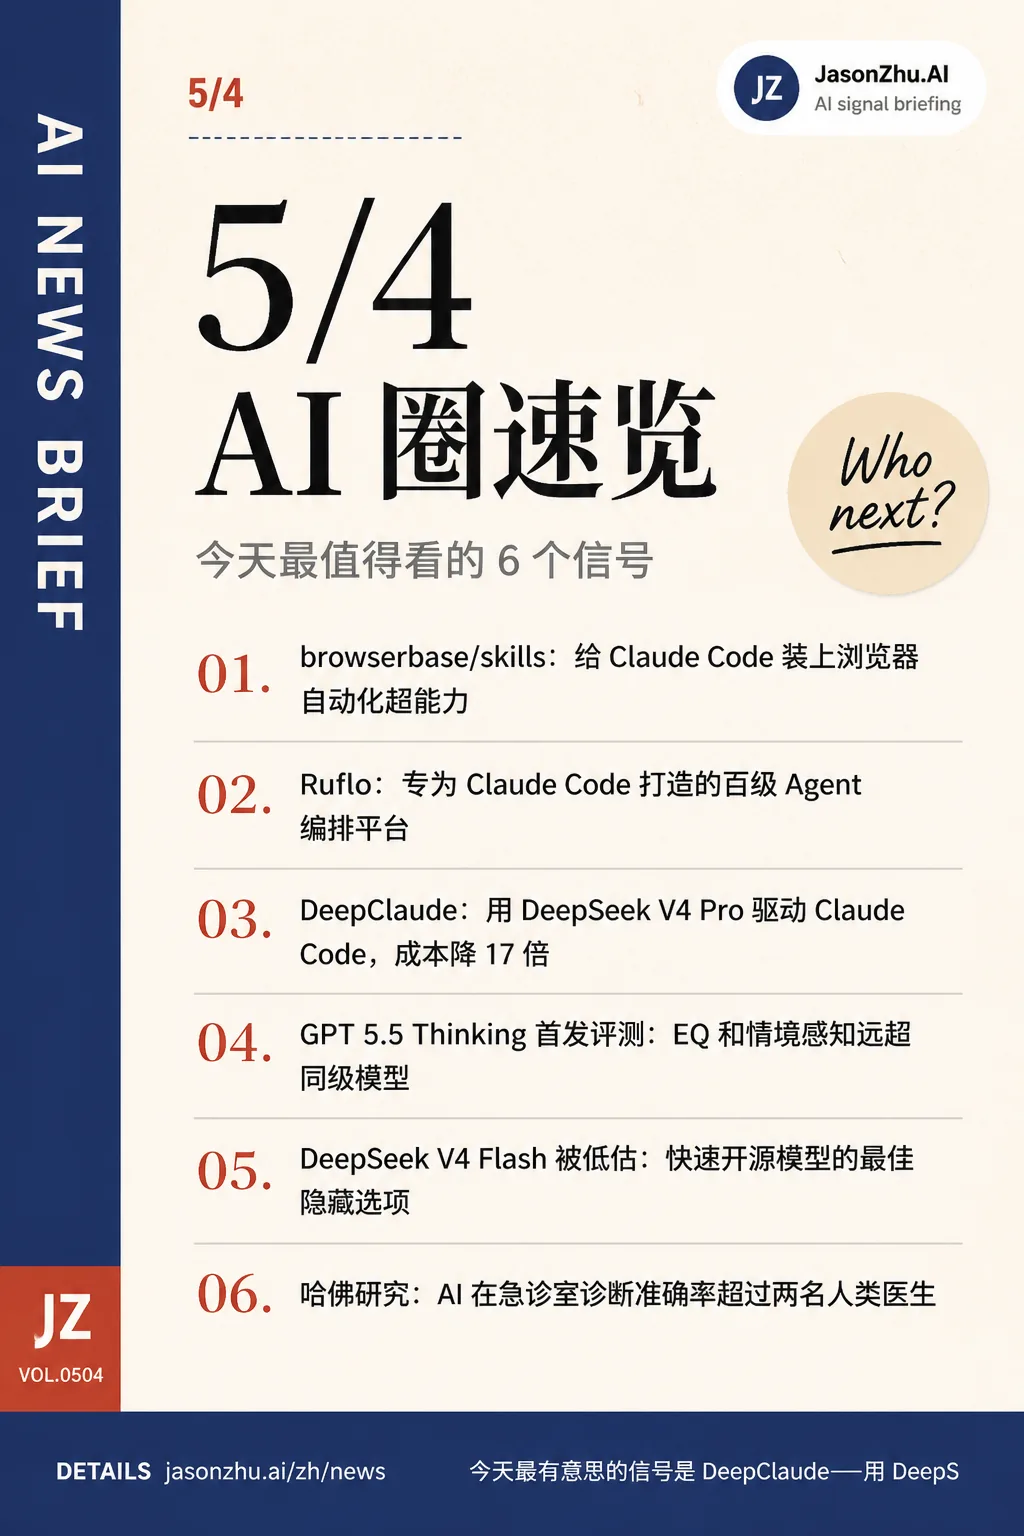 AI NEWS BRIEF
5/4
JZ
JasonZhu.AI
AI signal briefing
5/4
AI 圈速览
今天最值得看的 6 个信号
Who
next?
01.
browserbase/skills：给 Claude Code 装上浏览器
自动化超能力
02.
Ruflo：专为 Claude Code 打造的百级 Agent
编排平台
03.
DeepClaude：用 DeepSeek V4 Pro 驱动 Claude
Code，成本降 17 倍
04.
GPT 5.5 Thinking 首发评测：EQ 和情境感知远超
同级模型
05.
DeepSeek V4 Flash 被低估：快速开源模型的最佳
隐藏选项
06.
哈佛研究：AI 在急诊室诊断准确率超过两名人类医生
JZ
VOL.0504
DETAILS jasonzhu.ai/zh/news
今天最有意思的信号是 DeepClaude——用 DeepS